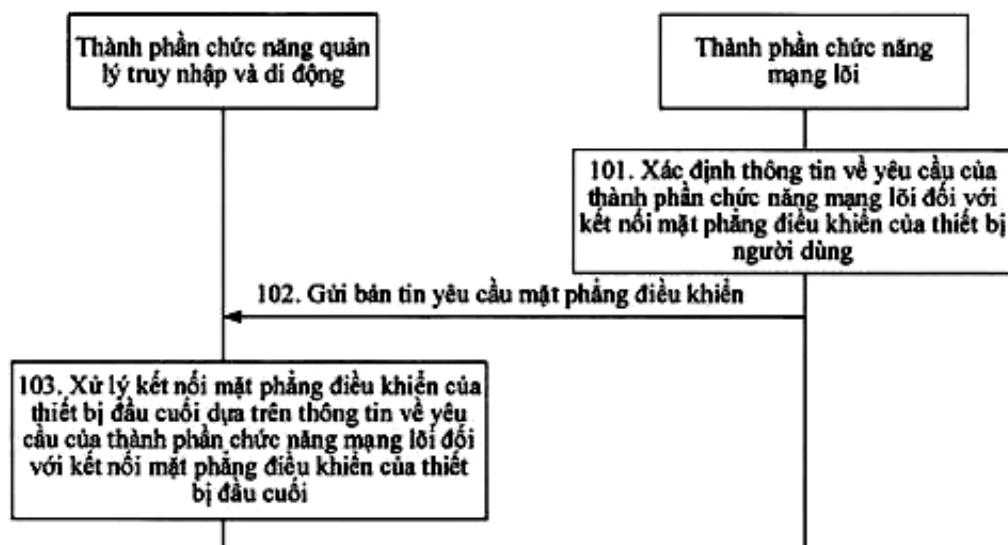 Thành phần chức năng quản
lý truy nhập và di động
Thành phần chức năng
mạng lõi
101. Xác định thông tin về yêu cầu của
thành phần chức năng mạng lõi đối với
kết nối mặt phẳng điều khiển của thiết bị
người dùng
102. Gửi bản tin yêu cầu mặt phẳng điều khiển
103. Xử lý kết nối mặt phẳng điều khiển của
thiết bị đầu cuối dựa trên thông tin về yêu
cầu của thành phần chức năng mạng lõi đối
với kết nối mặt phẳng điều khiển của thiết
bị đầu cuối